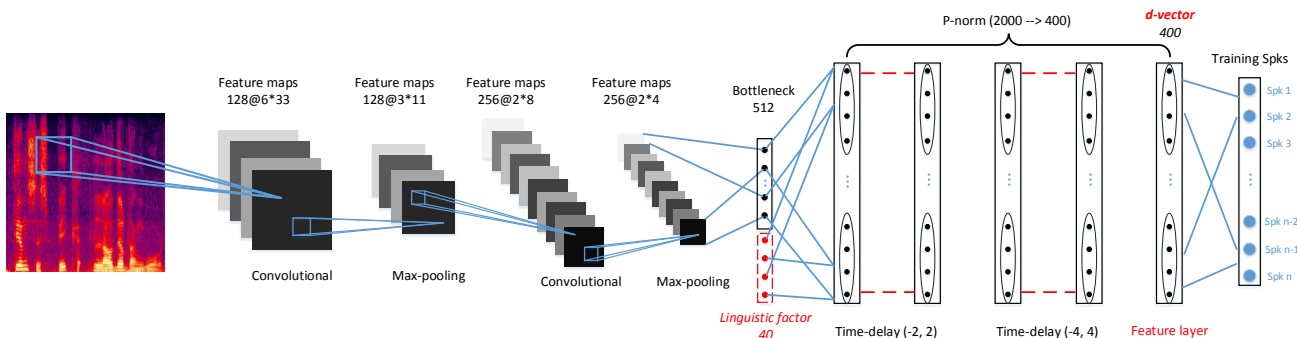 P-norm (2000 --> 400)
d-vector
400
Training Spks
Feature maps
128@6*33
Feature maps
128@3*11
Feature maps
256@2*8
Feature maps
256@2*4
Bottleneck
512
Spk 1
Spk 2
Spk 3
Spk n-2
Spk n-1
Spk n
Convolutional
Max-pooling
Convolutional
Max-pooling
Linguistic factor
40
Time-delay (-2, 2)
Time-delay (-4, 4)
Feature layer